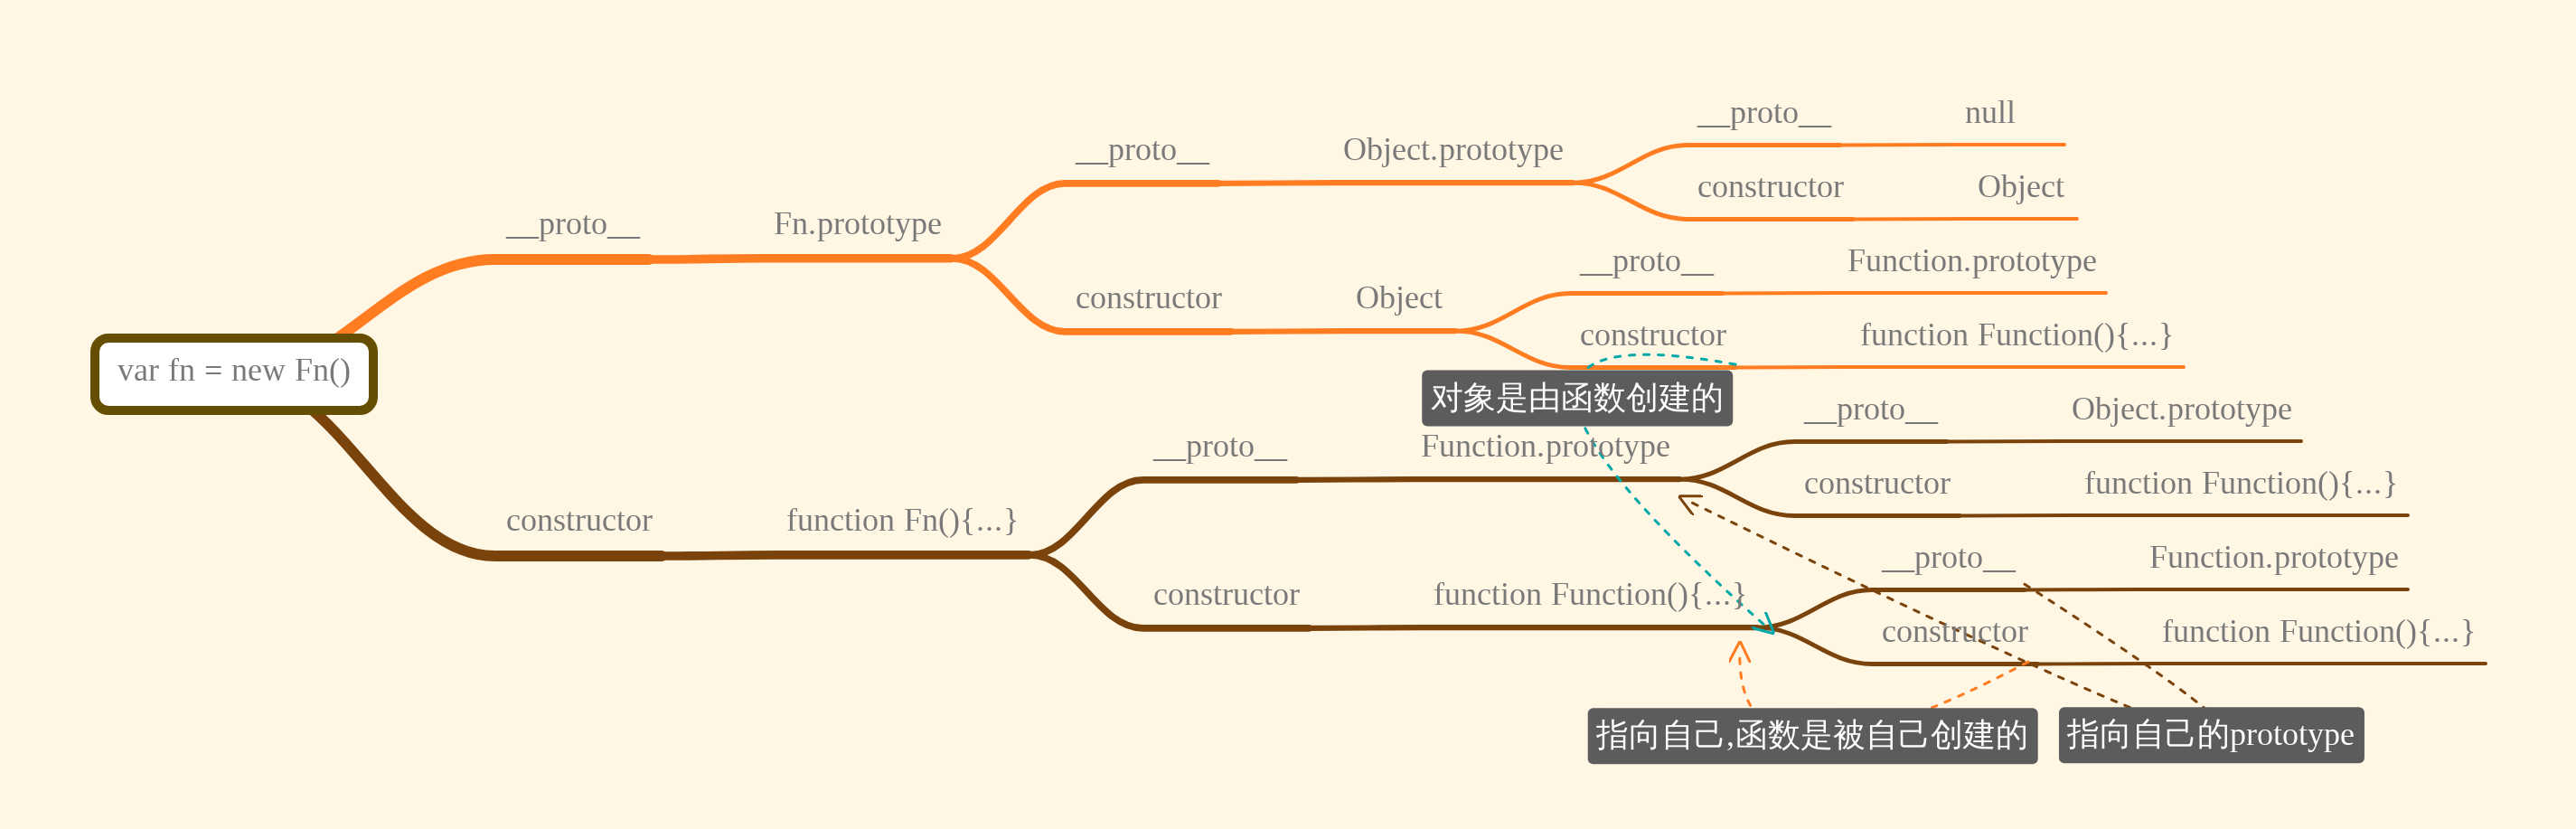 var fn = new Fn()
__proto__
Fn.prototype
__proto__
Object.prototype
__proto__
null
constructor
Object
constructor
Object
__proto__
Function.prototype
constructor
function Function(){...}
对象是由函数创建的
constructor
function Fn(){...}
__proto__
Function.prototype
__proto__
Object.prototype
constructor
function Function(){...}
constructor
function Function(){...}
__proto__
Function.prototype
constructor
function Function(){...}
指向自己,函数是被自己创建的
指向自己的prototype